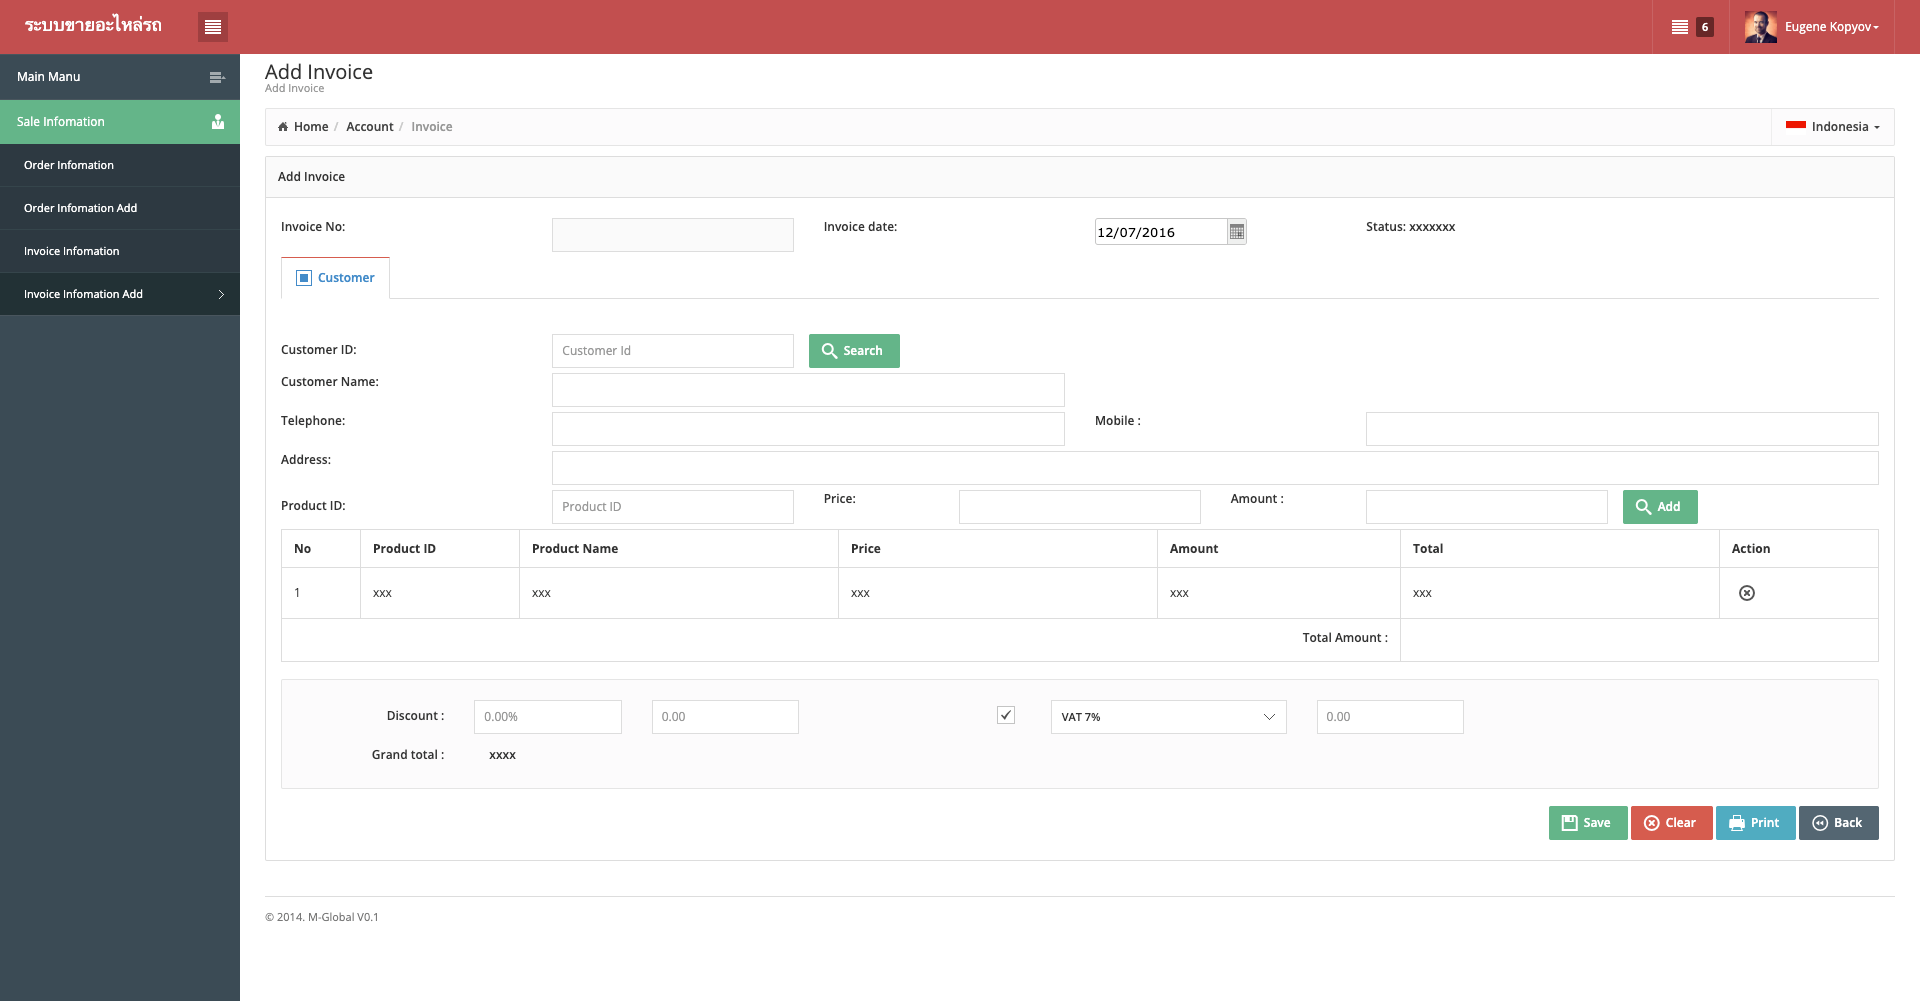 ระบบขายอะไหล่รถ
6
Eugene Kopyov
Main Manu
Sale Infomation
Order Infomation
Order Infomation Add
Invoice Infomation
Invoice Infomation Add
Add Invoice
Add Invoice
Home / Account / Invoice
Indonesia
Add Invoice
Invoice No:
Invoice date:
12/07/2016
Status: xxxxxxx
Customer
Customer ID:
Customer Id
Search
Customer Name:
Telephone:
Mobile :
Address:
Product ID:
Product ID
Price:
Amount :
Add
No Product ID Product Name Price Amount Total Action
1 xxx xxx xxx xxx xxx
Total Amount :
Discount :
0.00%
0.00
VAT 7%
0.00
Grand total :
xxxx
Save
Clear
Print
Back
© 2014. M-Global V0.1